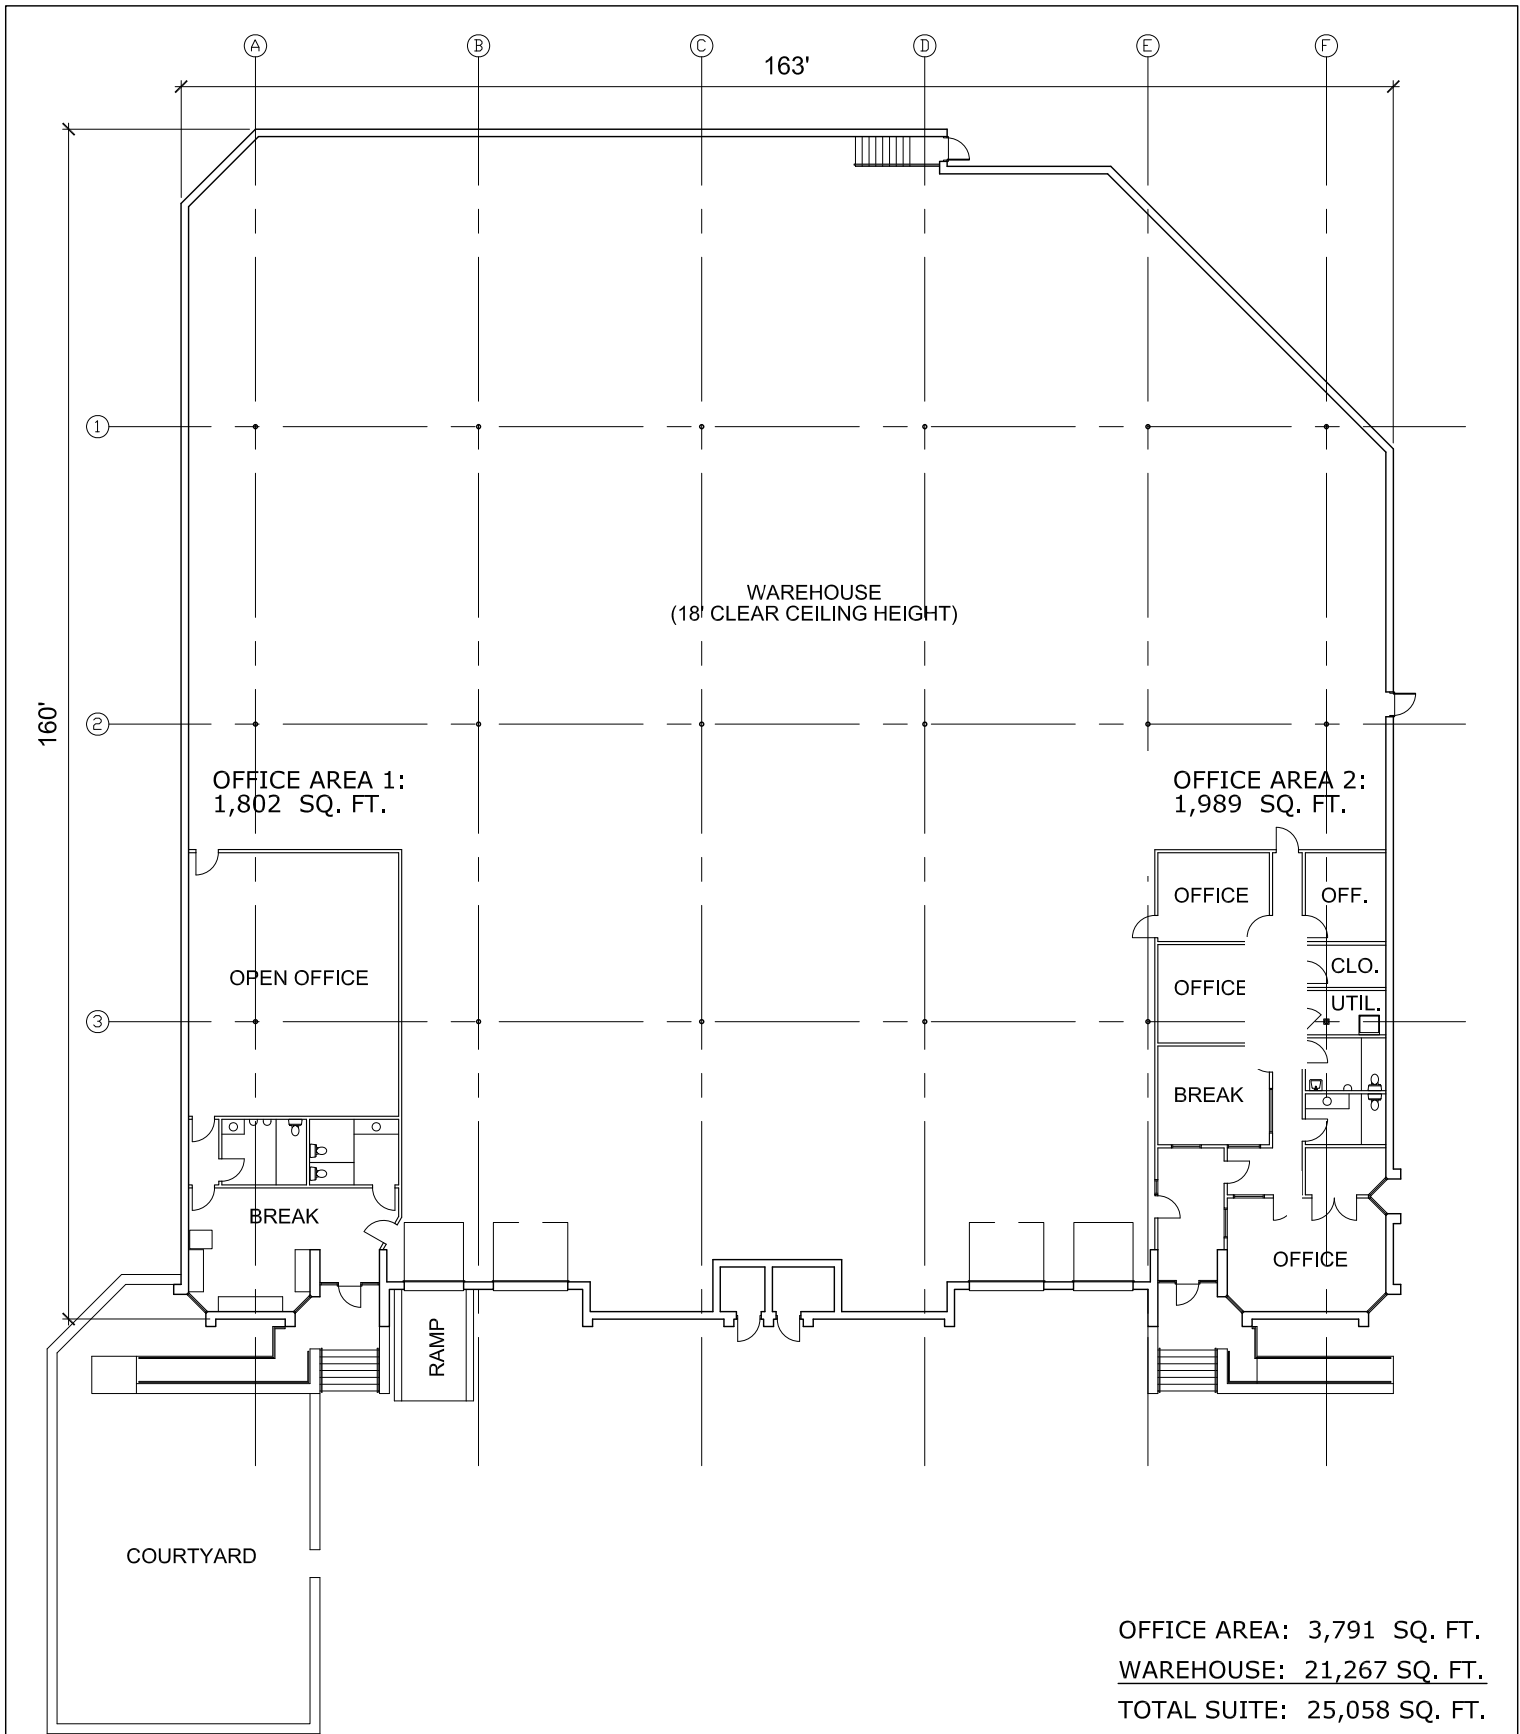 A B C D E F
163'
1
WAREHOUSE
(18' CLEAR CEILING HEIGHT)
160'
2
OFFICE AREA 1:
1,802 SQ. FT.
OFFICE AREA 2:
1,989 SQ. FT.
OFFICE
OFF.
OPEN OFFICE
OFFICE
CLO.
UTIL.
3
BREAK
BREAK
OFFICE
RAMP
COURTYARD
OFFICE AREA: 3,791 SQ. FT.
WAREHOUSE: 21,267 SQ. FT.
TOTAL SUITE: 25,058 SQ. FT.